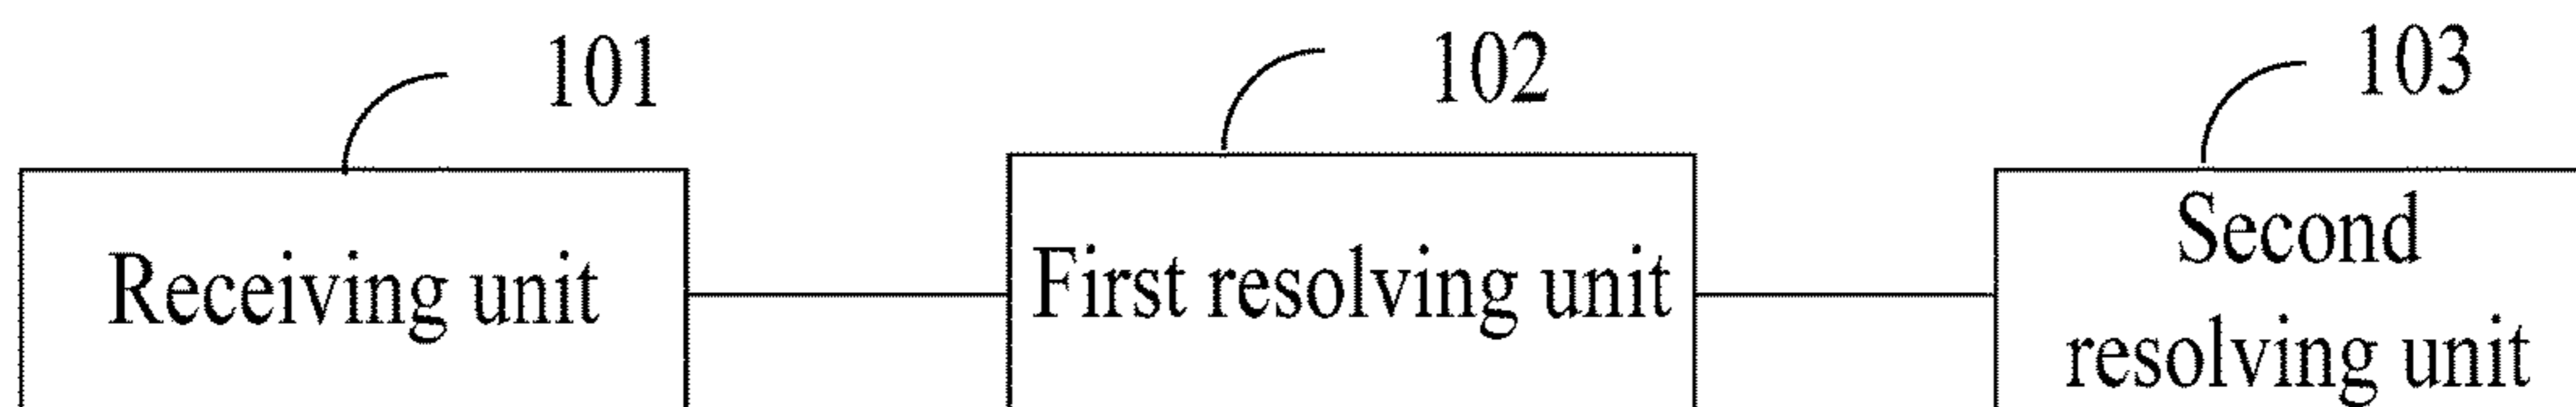 101
102
103
Receiving unit
First resolving unit
Second
resolving unit